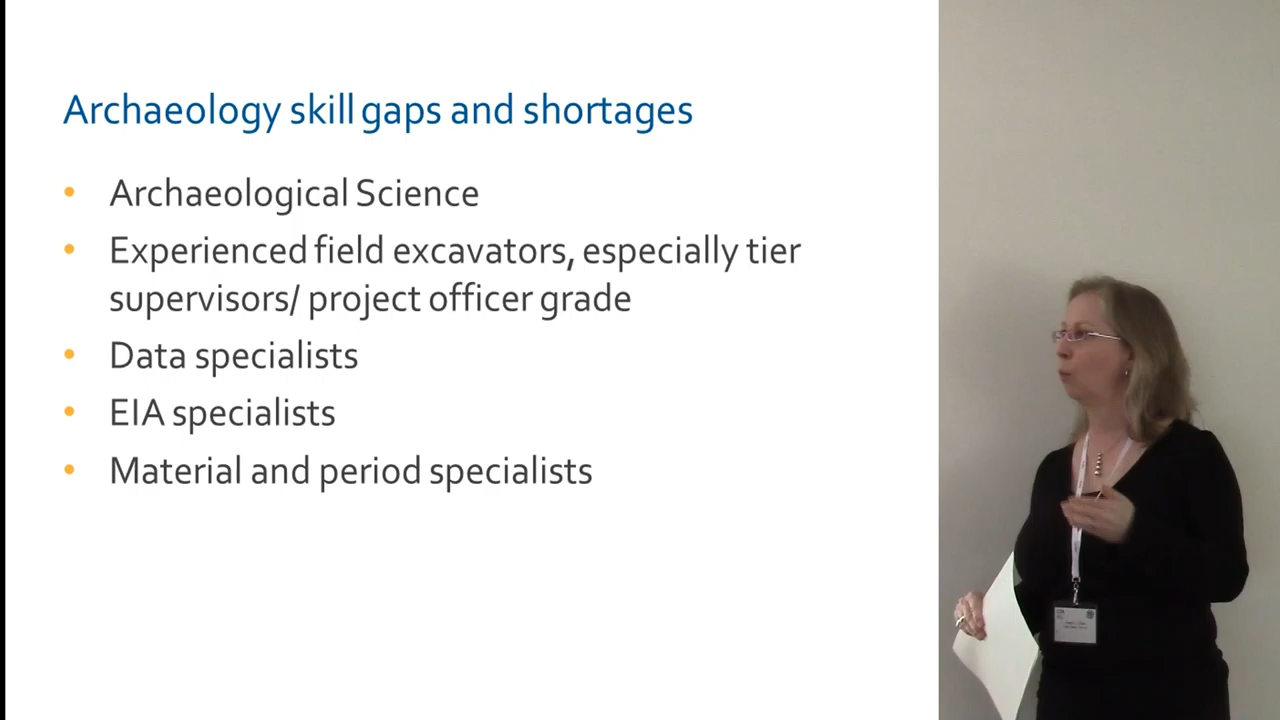 Archaeology skill gaps and shortages
• Archaeological Science
• Experienced field excavators, especially tier
supervisors/ project officer grade
• Data specialists
• EIA specialists
• Material and period specialists